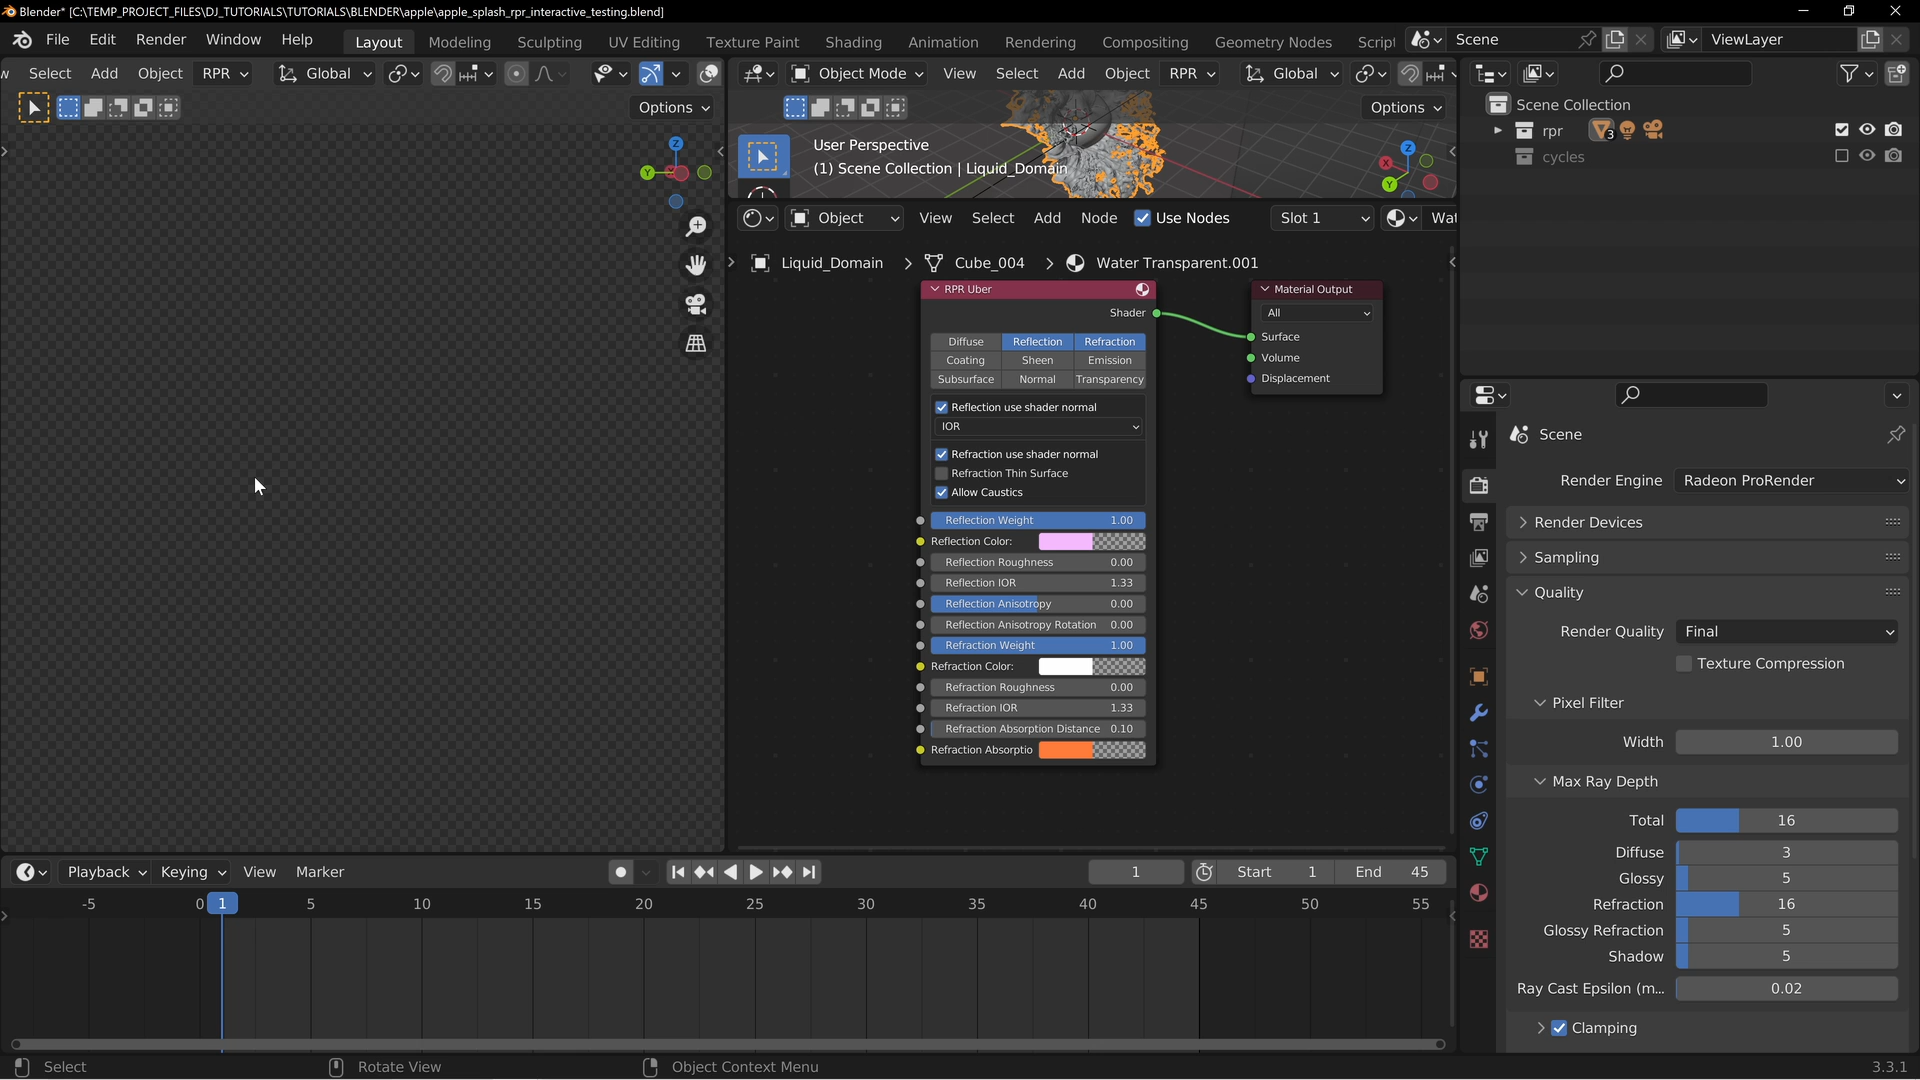 Blender* [C:\TEMP_PROJECT_FILES\DJ_TUTORIALS\TUTORIALS\BLENDER\apple\apple_splash_rpr_interactive_testing.blend]
File Edit Render Window Help Layout Modeling Sculpting UV Editing Texture Paint Shading Animation Rendering Compositing Geometry Nodes Script Scene ViewLayer
w Select Add Object RPR Global
Object Mode View Select Add Object RPR Global
Options
Options
User Perspective
(1) Scene Collection | Liquid_Domain
Object View Select Add Node Use Nodes Slot 1 Wat
Liquid_Domain > Cube_004 > Water Transparent.001
RPR Uber
Shader
Diffuse Reflection Refraction
Coating Sheen Emission
Subsurface Normal Transparency
Reflection use shader normal
IOR
Refraction use shader normal
Refraction Thin Surface
Allow Caustics
Reflection Weight 1.00
Reflection Color:
Reflection Roughness 0.00
Reflection IOR 1.33
Reflection Anisotropy 0.00
Reflection Anisotropy Rotation 0.00
Refraction Weight 1.00
Refraction Color:
Refraction Roughness 0.00
Refraction IOR 1.33
Refraction Absorption Distance 0.10
Refraction Absorptio
Material Output
All
Surface
Volume
Displacement
Scene Collection
rpr 3
cycles
Scene
Render Engine Radeon ProRender
Render Devices
Sampling
Quality
Render Quality Final
Texture Compression
Pixel Filter
Width 1.00
Max Ray Depth
Total 16
Diffuse 3
Glossy 5
Refraction 16
Glossy Refraction 5
Shadow 5
Ray Cast Epsilon (m... 0.02
Clamping
Playback Keying View Marker 1 Start 1 End 45
-5 0 1 5 10 15 20 25 30 35 40 45 50 55
Select Rotate View Object Context Menu 3.3.1